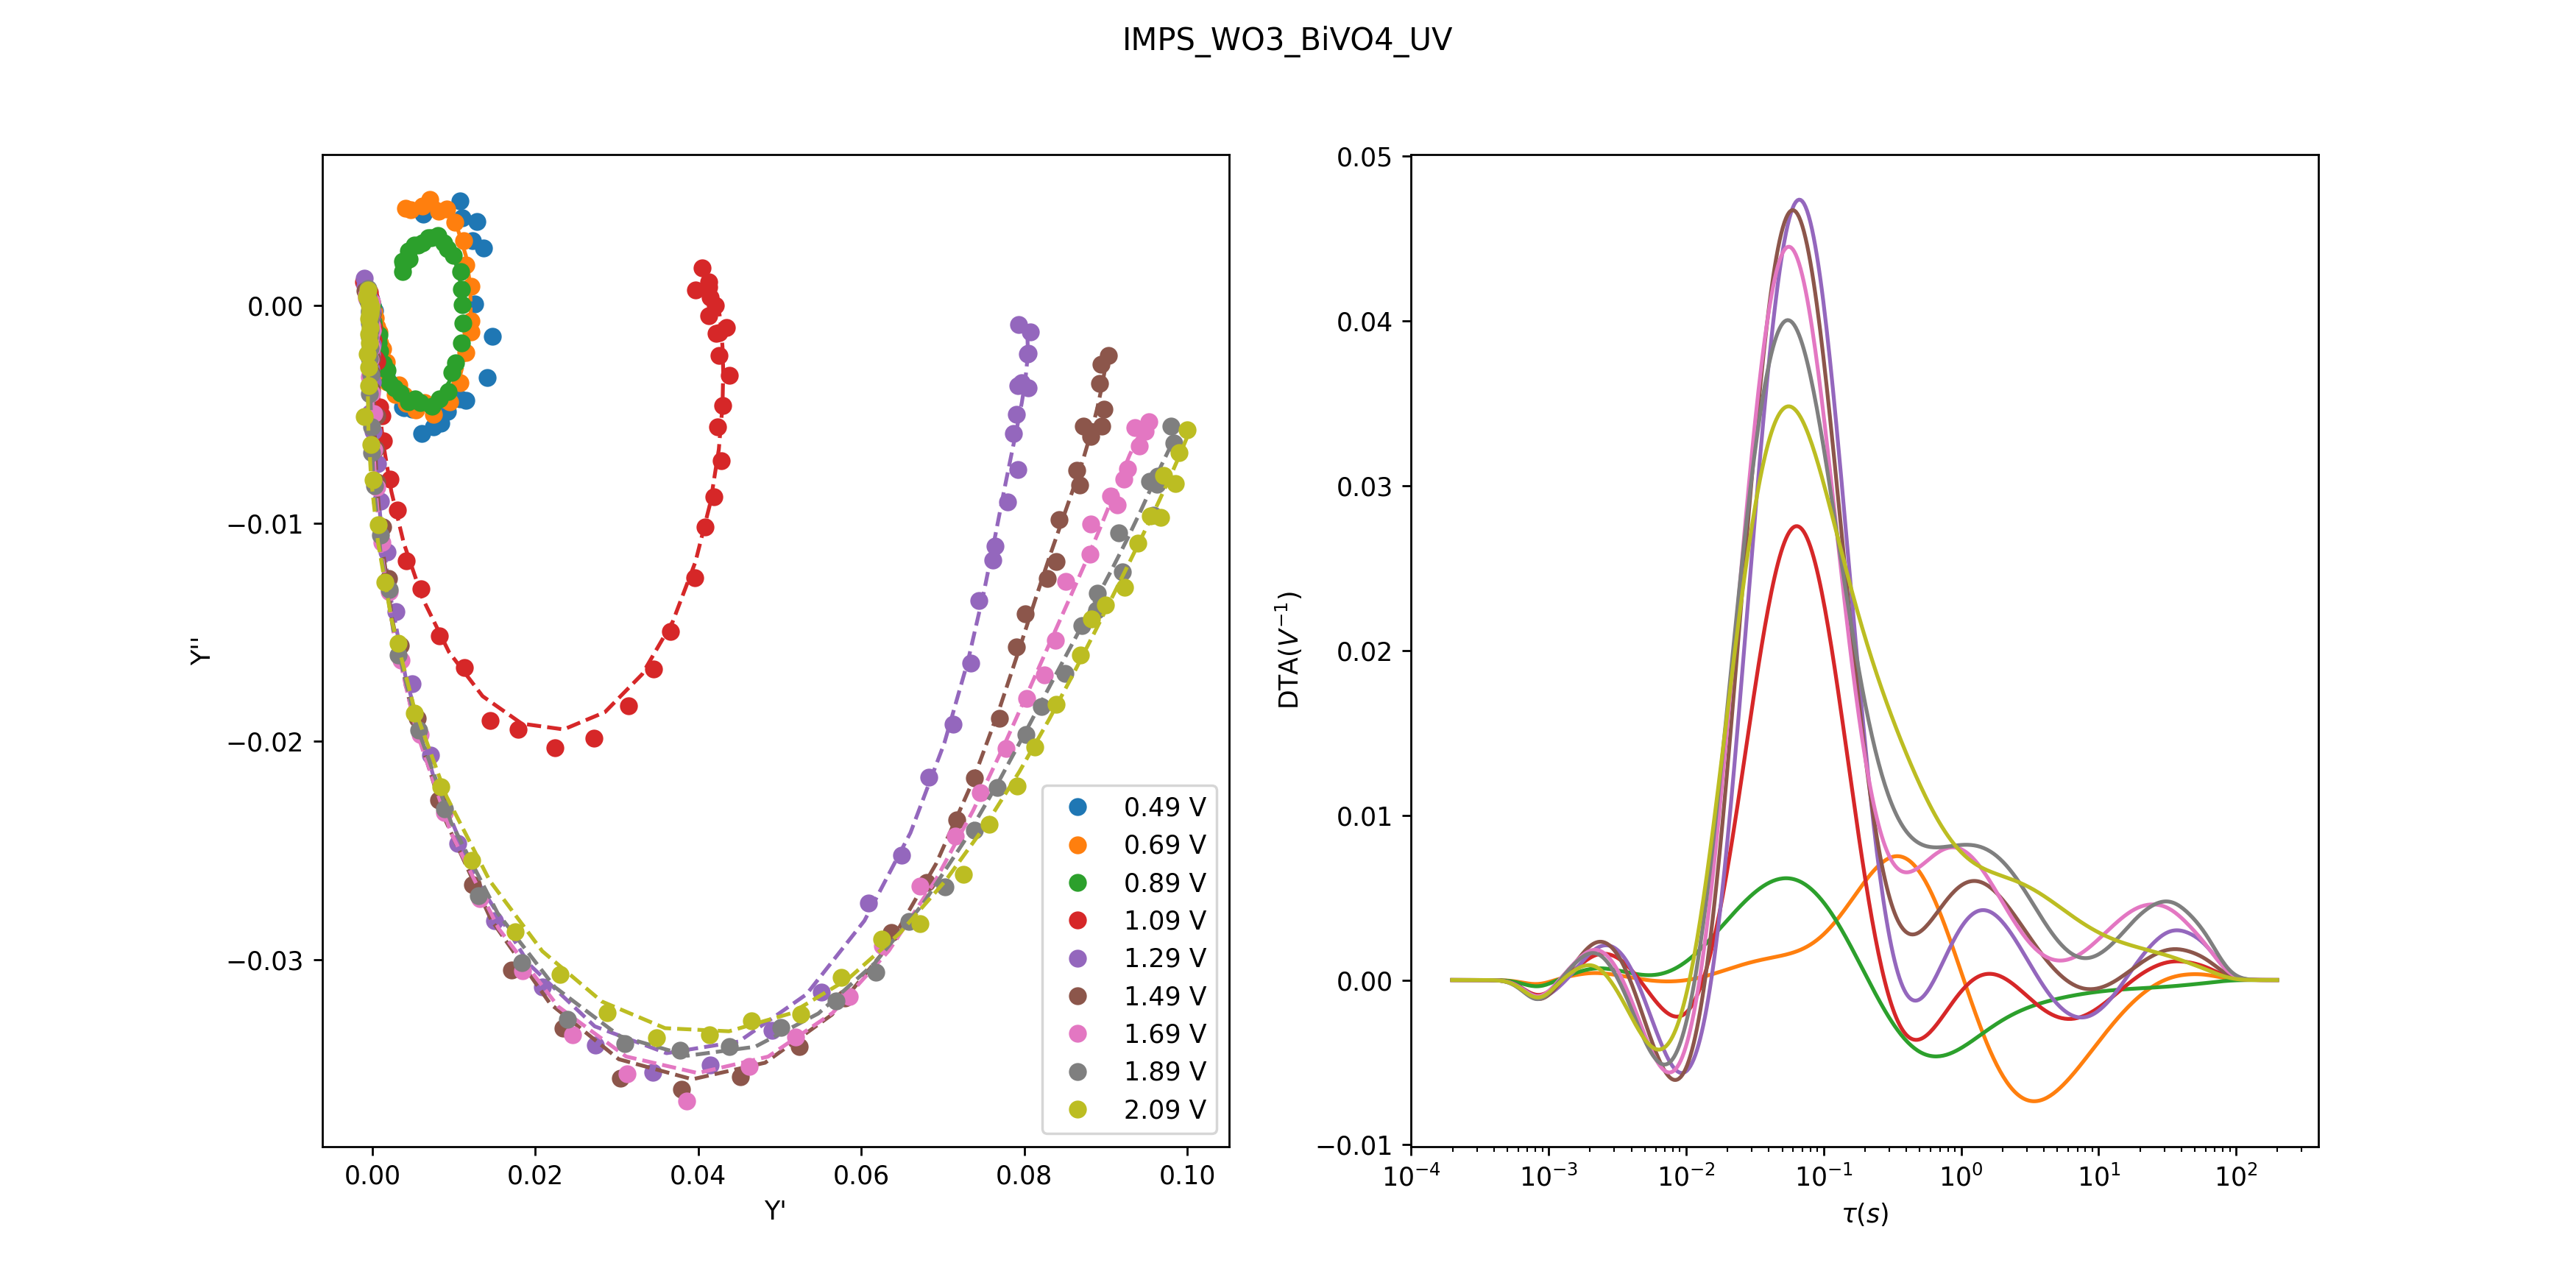 IMPS_WO3_BiVO4_UV
Y''
0.00
−0.01
−0.02
−0.03
0.00 0.02 0.04 0.06 0.08 0.10
Y'
0.49 V
0.69 V
0.89 V
1.09 V
1.29 V
1.49 V
1.69 V
1.89 V
2.09 V
DTA(V⁻¹)
0.05
0.04
0.03
0.02
0.01
0.00
−0.01
10⁻⁴ 10⁻³ 10⁻² 10⁻¹ 10⁰ 10¹ 10²
τ(s)